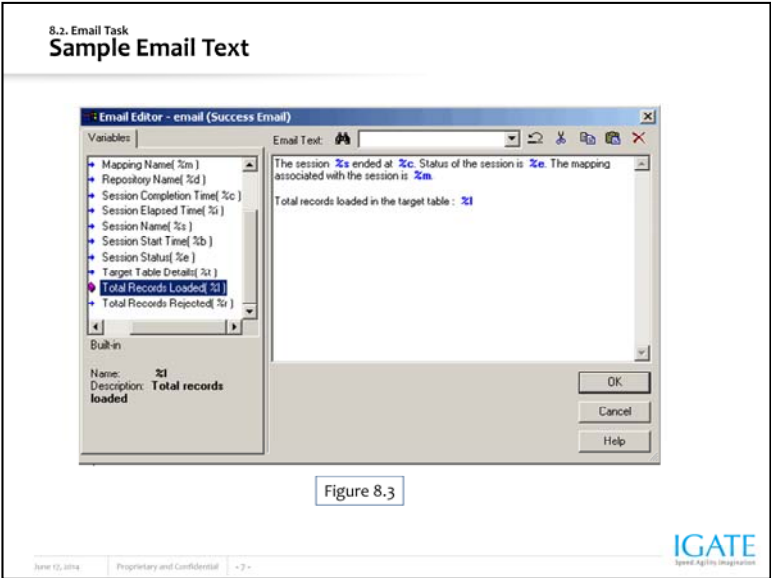 8.2. Email Task
Sample Email Text
Email Editor - email (Success Email)
Variables
Email Text:
Mapping Name( %m )
Repository Name( %d )
Session Completion Time( %c )
Session Elapsed Time( %i )
Session Name( %s )
Session Start Time( %b )
Session Status( %e )
Target Table Details( %t )
Total Records Loaded( %l )
Total Records Rejected( %r )
Built-in
Name: %l
Description: Total records
loaded
The session %s ended at %c. Status of the session is %e. The mapping
associated with the session is %m.
Total records loaded in the target table : %l
OK
Cancel
Help
Figure 8.3
June 17, 2014
Proprietary and Confidential
- 7 -
IGATE
Speed.Agility.Imagination